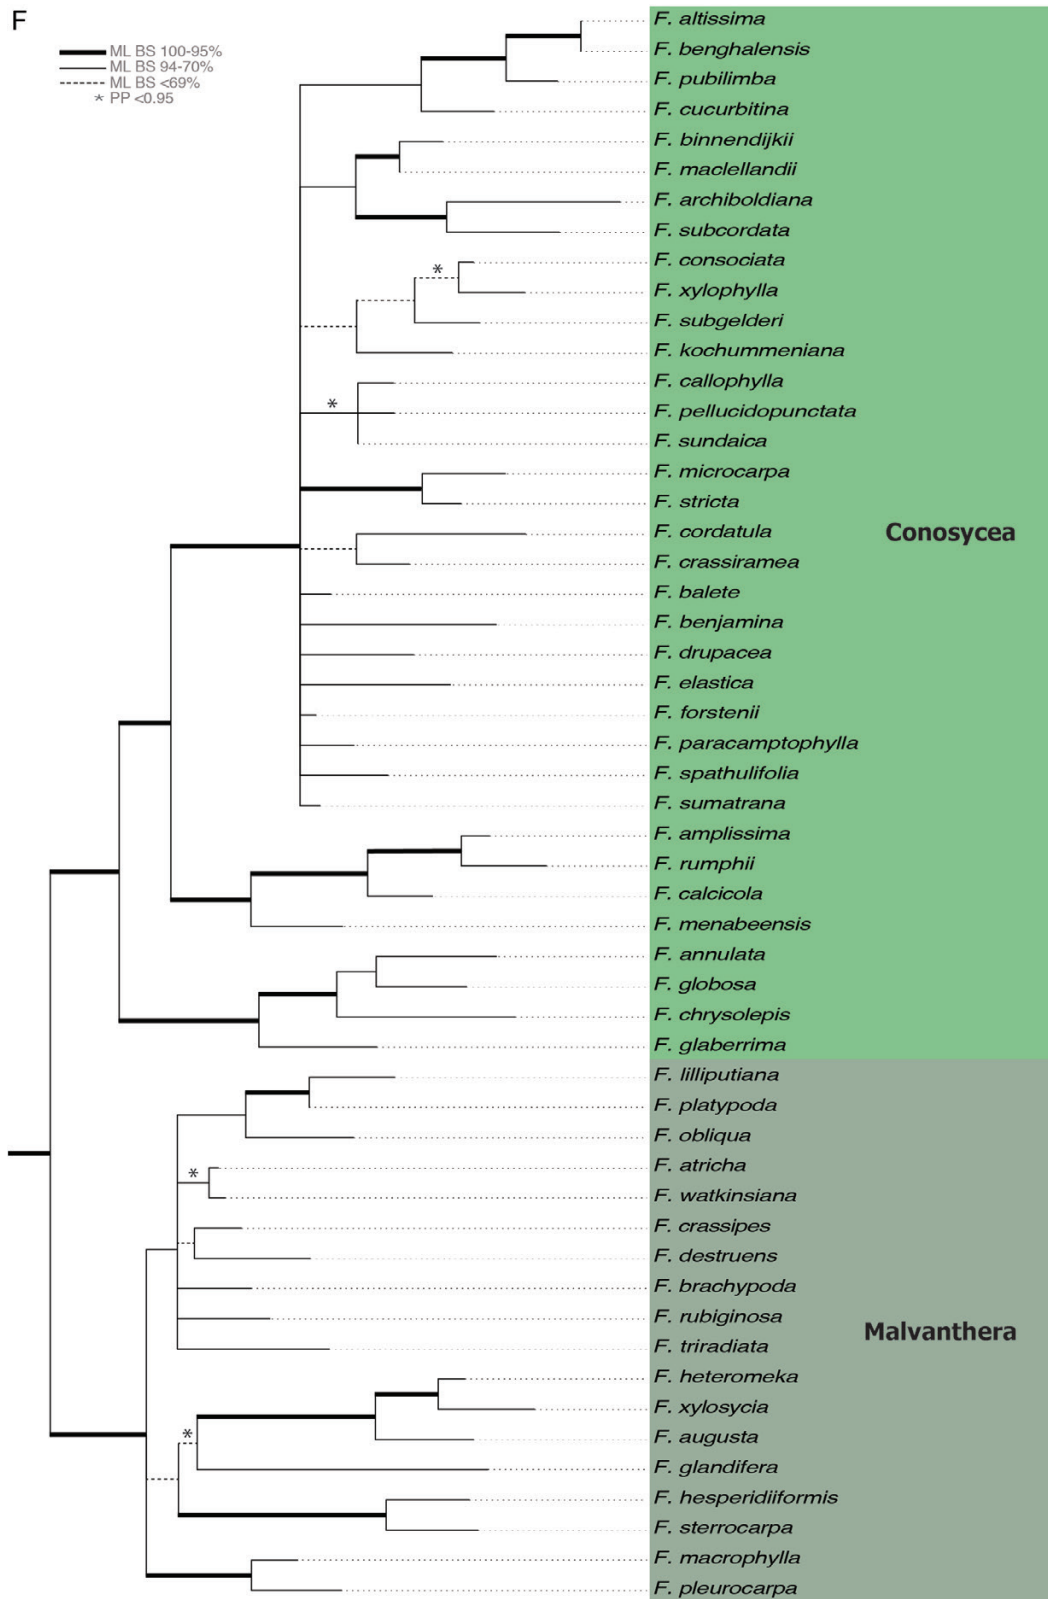 F
ML BS 100-95%
ML BS 94-70%
ML BS <69%
* PP <0.95
F. altissima
F. benghalensis
F. pubilimba
F. cucurbitina
F. binnendijkii
F. maclellandii
F. archiboldiana
F. subcordata
*
F. consociata
F. xylophylla
F. subgelderi
F. kochummeniana
F. callophylla
*
F. pellucidopunctata
F. sundaica
F. microcarpa
F. stricta
F. cordatula
Conosycea
F. crassiramea
F. balete
F. benjamina
F. drupacea
F. elastica
F. forstenii
F. paracamptophylla
F. spathulifolia
F. sumatrana
F. amplissima
F. rumphii
F. calcicola
F. menabeensis
F. annulata
F. globosa
F. chrysolepis
F. glaberrima
F. lilliputiana
F. platypoda
F. obliqua
*
F. atricha
F. watkinsiana
F. crassipes
F. destruens
F. brachypoda
F. rubiginosa
Malvanthera
F. triradiata
F. heteromeka
F. xylosycia
*
F. augusta
F. glandifera
F. hesperidiiformis
F. sterrocarpa
F. macrophylla
F. pleurocarpa